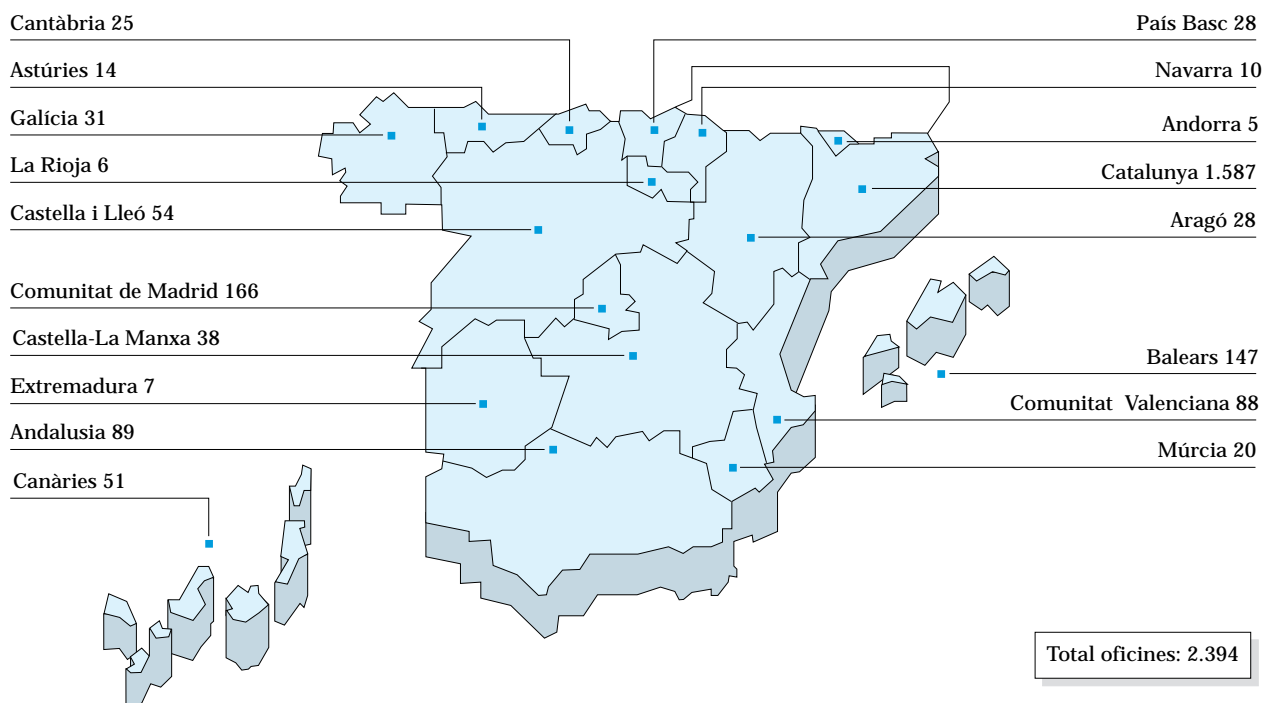 Cantàbria 25
Astúries 14
Galícia 31
La Rioja 6
Castella i Lleó 54
Comunitat de Madrid 166
Castella-La Manxa 38
Extremadura 7
Andalusia 89
Canàries 51
País Basc 28
Navarra 10
Andorra 5
Catalunya 1.587
Aragó 28
Balears 147
Comunitat Valenciana 88
Múrcia 20
Total oficines: 2.394